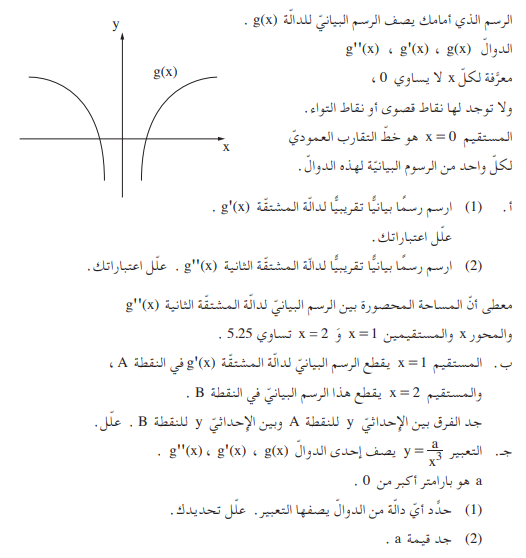 الرسم الذي أمامك يصف الرسم البيانيّ للدالّة g(x) .
الدوالّ g(x) ، g'(x) ، g''(x)
معرَّفة لكلّ x لا يساوي 0 ،
ولا توجد لها نقاط قصوى أو نقاط التواء .
المستقيم x = 0 هو خطّ التقارب العموديّ
لكلّ واحد من الرسوم البيانيّة لهذه الدوالّ.
y
g(x)
x
أ. (1) ارسم رسمًا بيانيًّا تقريبيًّا لدالّة المشتقّة g'(x) .
علّل اعتباراتك .
(2) ارسم رسمًا بيانيًّا تقريبيًّا لدالّة المشتقّة الثانية g''(x) . علّل اعتباراتك .
معطى أنّ المساحة المحصورة بين الرسم البيانيّ لدالّة المشتقّة الثانية g''(x)
والمحور x والمستقيمين x = 1 وَ x = 2 تساوي 5.25 .
ب. المستقيم x = 1 يقطع الرسم البيانيّ لدالّة المشتقّة g'(x) في النقطة A ،
والمستقيم x = 2 يقطع هذا الرسم البيانيّ في النقطة B .
جد الفرق بين الإحداثيّ y للنقطة A وبين الإحداثيّ y للنقطة B . علّل.
جـ. التعبير y = a/x³ يصف إحدى الدوالّ g(x) ، g'(x) ، g''(x) .
a هو بارامتر أكبر من 0 .
(1) حدِّد أيّ دالّة من الدوالّ يصفها التعبير. علّل تحديدك.
(2) جد قيمة a .